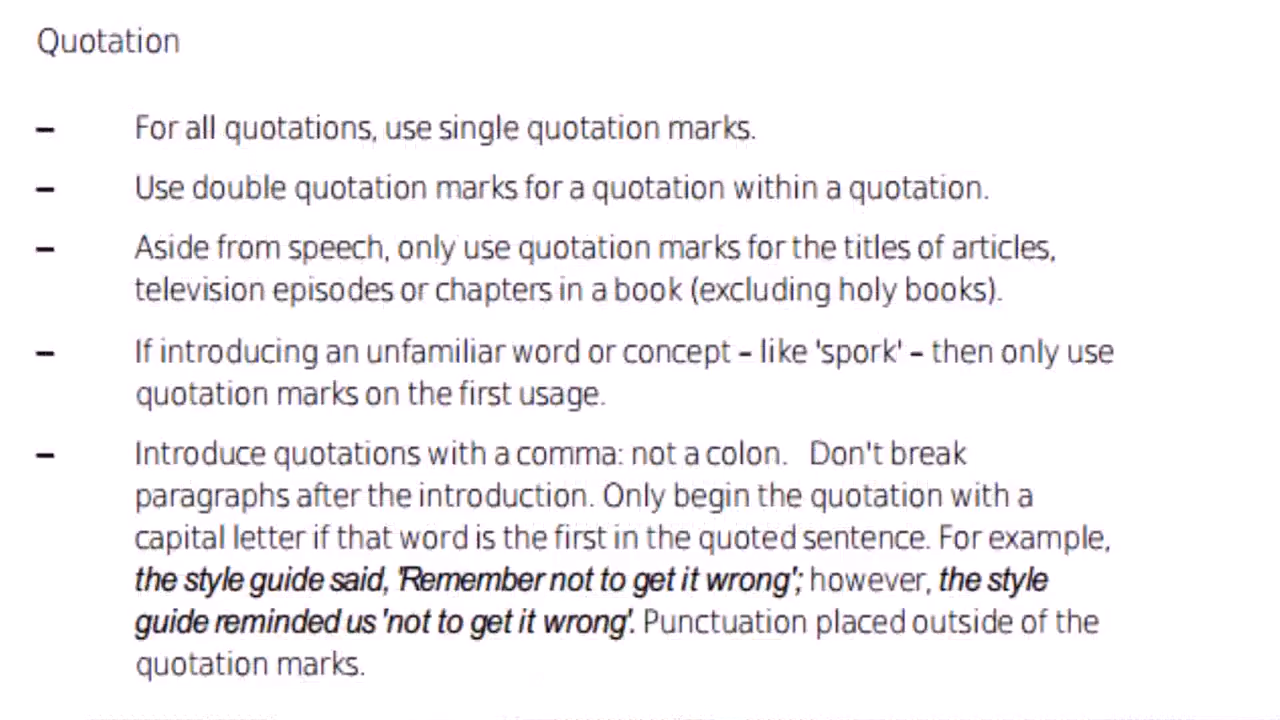 Quotation
– For all quotations, use single quotation marks.
– Use double quotation marks for a quotation within a quotation.
– Aside from speech, only use quotation marks for the titles of articles,
television episodes or chapters in a book (excluding holy books).
– If introducing an unfamiliar word or concept – like 'spork' – then only use
quotation marks on the first usage.
– Introduce quotations with a comma: not a colon. Don't break
paragraphs after the introduction. Only begin the quotation with a
capital letter if that word is the first in the quoted sentence. For example,
the style guide said, 'Remember not to get it wrong'; however, the style
guide reminded us 'not to get it wrong'. Punctuation placed outside of the
quotation marks.